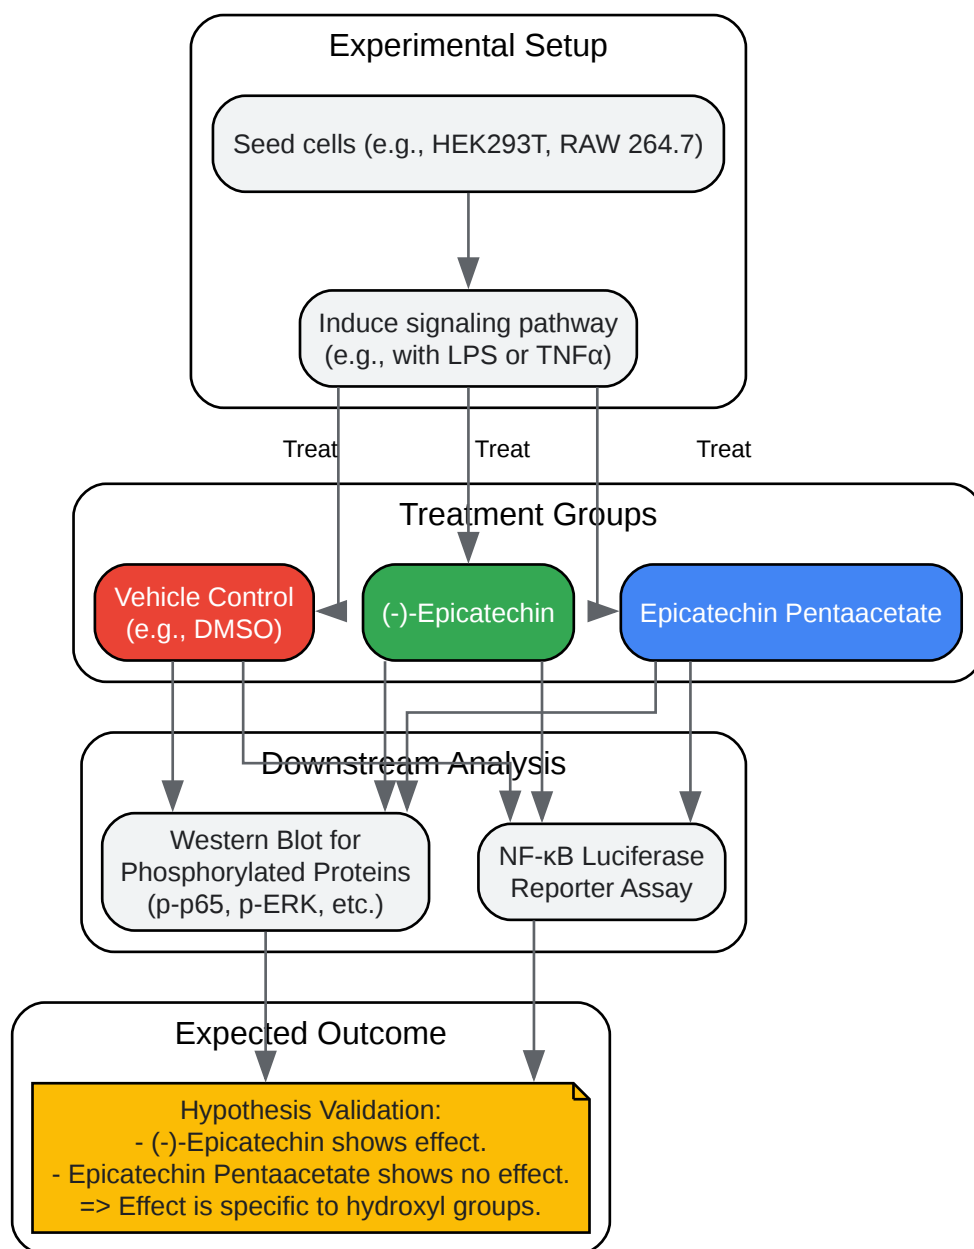 Experimental Setup
Seed cells (e.g., HEK293T, RAW 264.7)
Induce signaling pathway
(e.g., with LPS or TNFα)
Treat
Treat
Treat
Treatment Groups
Vehicle Control
(e.g., DMSO)
(-)-Epicatechin
Epicatechin Pentaacetate
Downstream Analysis
Western Blot for
Phosphorylated Proteins
(p-p65, p-ERK, etc.)
NF-κB Luciferase
Reporter Assay
Expected Outcome
Hypothesis Validation:
- (-)-Epicatechin shows effect.
- Epicatechin Pentaacetate shows no effect.
=> Effect is specific to hydroxyl groups.